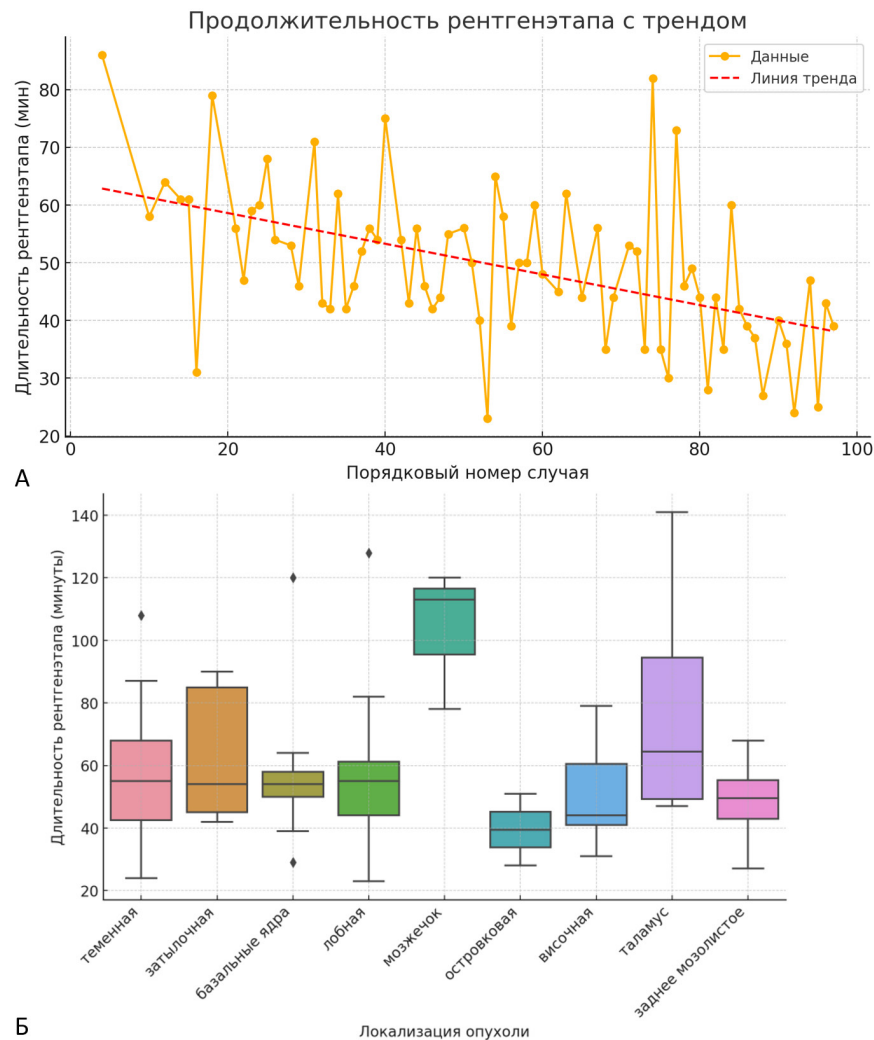 Продолжительность рентгенэтапа с трендом
Данные
Линия тренда
Длительность рентгенэтапа (мин)
80
70
60
50
40
30
20
0 20 40 60 80 100
Порядковый номер случая
А
Длительность рентгенэтапа (минуты)
140
120
100
80
60
40
20
теменная
затылочная
базальные ядра
лобная
мозжечок
островковая
височная
таламус
заднее мозолистое
Локализация опухоли
Б